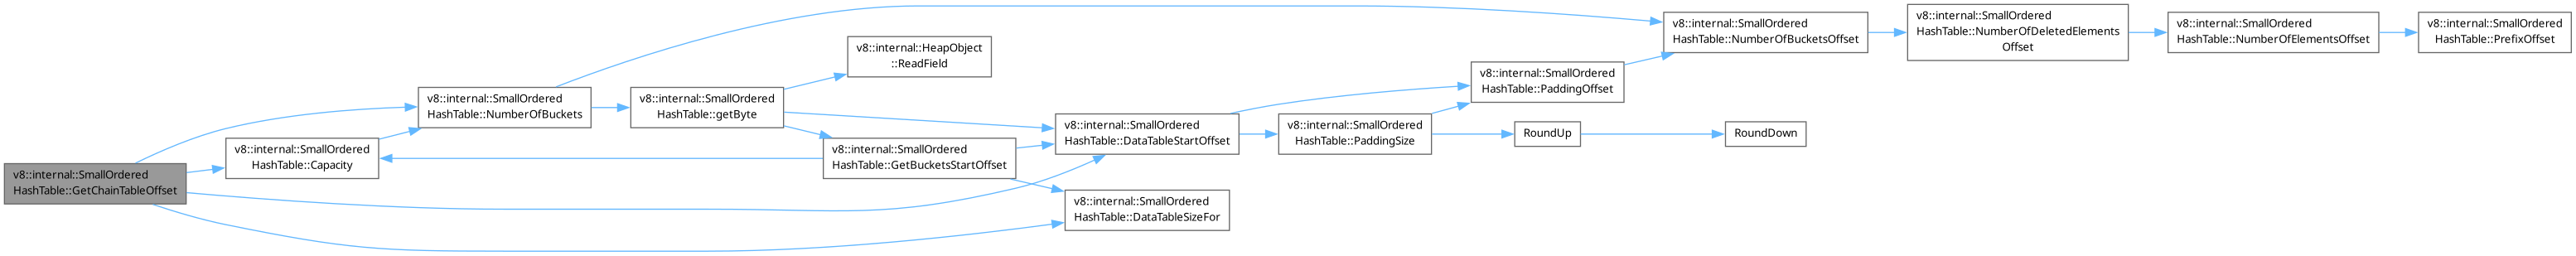 v8::internal::SmallOrdered
HashTable::GetChainTableOffset
v8::internal::SmallOrdered
HashTable::Capacity
v8::internal::SmallOrdered
HashTable::NumberOfBuckets
v8::internal::SmallOrdered
HashTable::getByte
v8::internal::HeapObject
::ReadField
v8::internal::SmallOrdered
HashTable::GetBucketsStartOffset
v8::internal::SmallOrdered
HashTable::DataTableStartOffset
v8::internal::SmallOrdered
HashTable::DataTableSizeFor
v8::internal::SmallOrdered
HashTable::PaddingSize
v8::internal::SmallOrdered
HashTable::PaddingOffset
RoundUp
RoundDown
v8::internal::SmallOrdered
HashTable::NumberOfBucketsOffset
v8::internal::SmallOrdered
HashTable::NumberOfDeletedElements
Offset
v8::internal::SmallOrdered
HashTable::NumberOfElementsOffset
v8::internal::SmallOrdered
HashTable::PrefixOffset